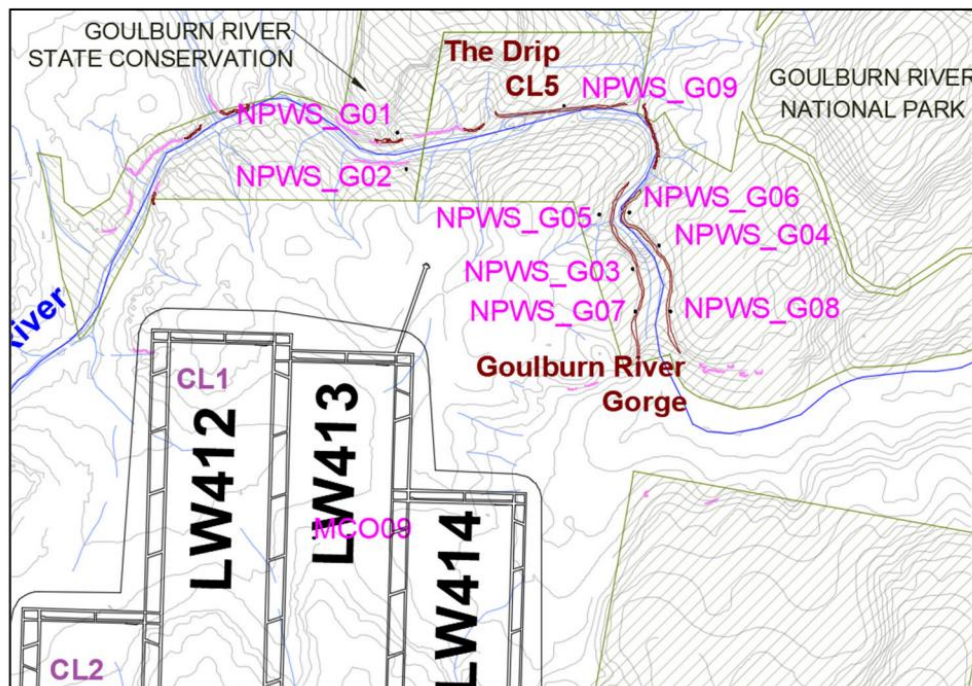 GOULBURN RIVER
STATE CONSERVATION
The Drip
CL5
NPWS_G09
GOULBURN RIVER
NATIONAL PARK
NPWS_G01
NPWS_G02
NPWS_G05
NPWS_G06
NPWS_G04
NPWS_G03
NPWS_G07
NPWS_G08
River
Goulburn River
Gorge
CL1
LW412
LW413
MCO09
LW414
CL2